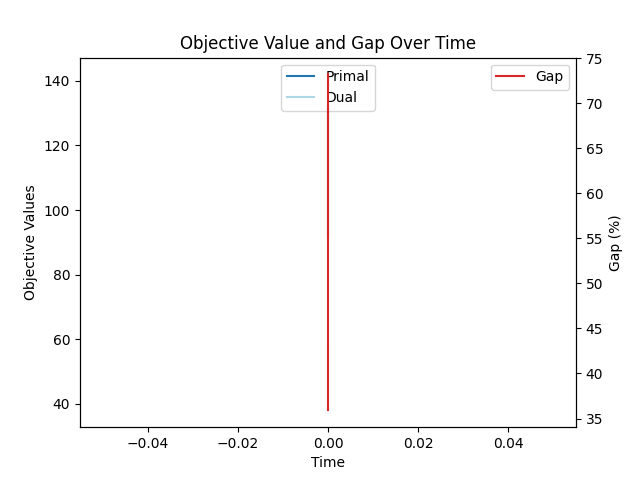 Objective Value and Gap Over Time
Primal
Dual
Gap
140
120
100
80
60
40
Objective Values
75
70
65
60
55
50
45
40
35
Gap (%)
−0.04
−0.02
0.00
0.02
0.04
Time